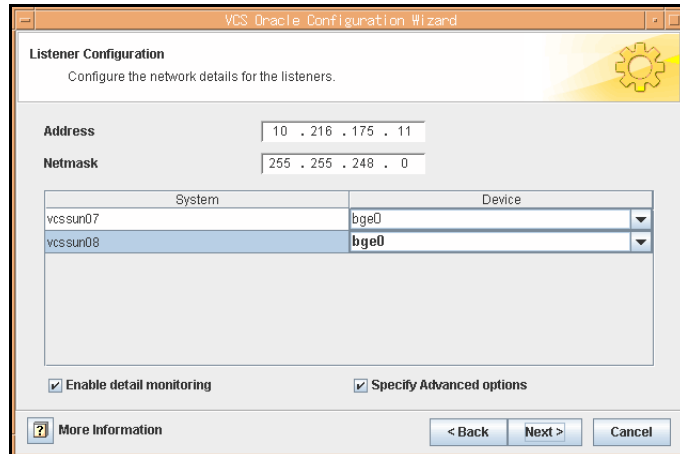 VCS Oracle Configuration Wizard
Listener Configuration
Configure the network details for the listeners.
Address 10 . 216 . 175 . 11
Netmask 255 . 255 . 248 . 0
System Device
vcssun07 bge0
vcssun08 bge0
Enable detail monitoring Specify Advanced options
? More Information < Back Next > Cancel